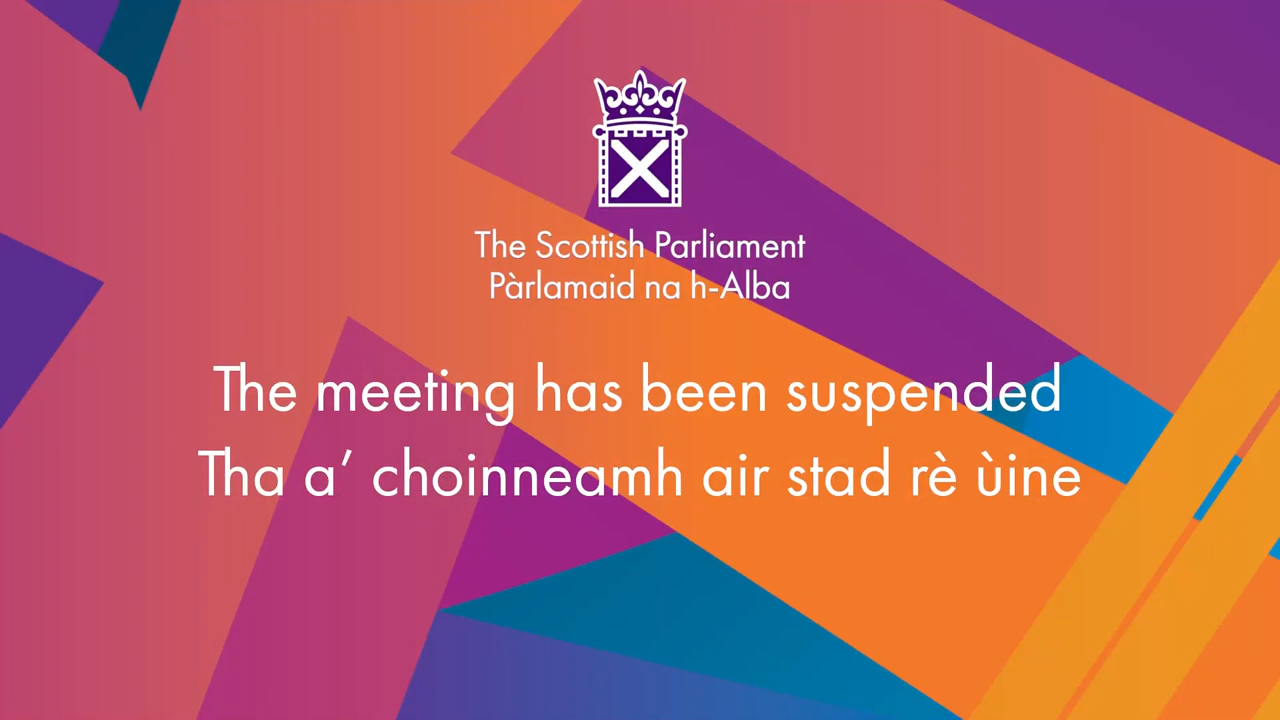 The Scottish Parliament
Pàrlamaid na h-Alba
The meeting has been suspended
Tha a’ choinneamh air stad rè ùine